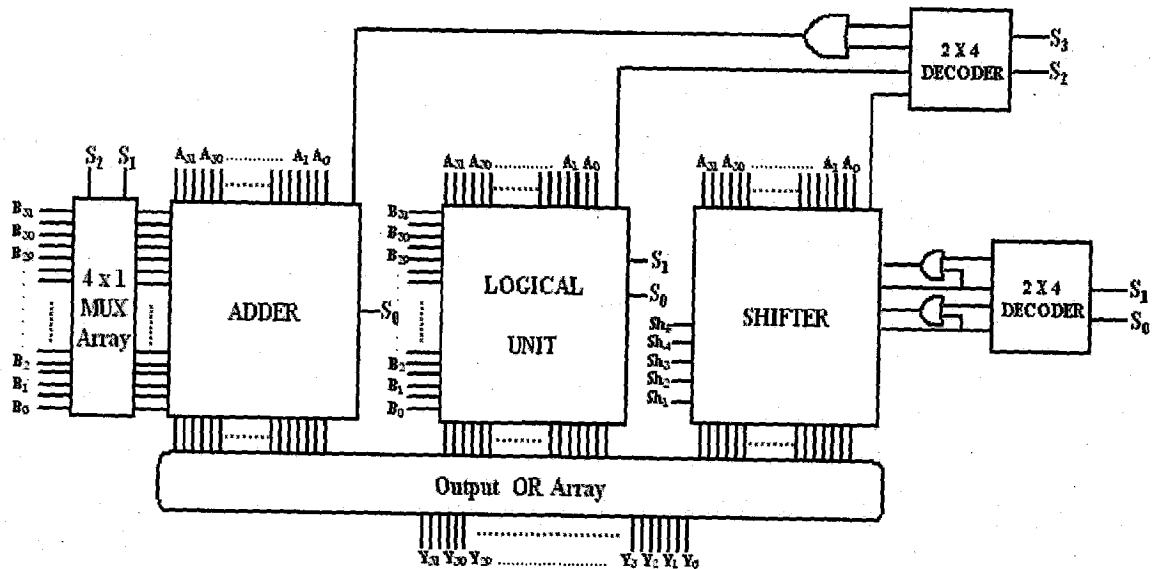 2 X 4
DECODER
S3
S2
S2 S1
A31 A30 ............ A1 A0
A31 A30 ............ A1 A0
A31 A30 ............ A1 A0
B31
B30
B29
B2
B1
B0
4 x 1
MUX
Array
ADDER
S0
B31
B30
B29
B2
B1
B0
LOGICAL
UNIT
S1
S0
Sh4
Sh3
Sh2
Sh1
SHIFTER
2 X 4
DECODER
S1
S0
Output OR Array
Y31 Y30 Y29 ........................ Y3 Y2 Y1 Y0